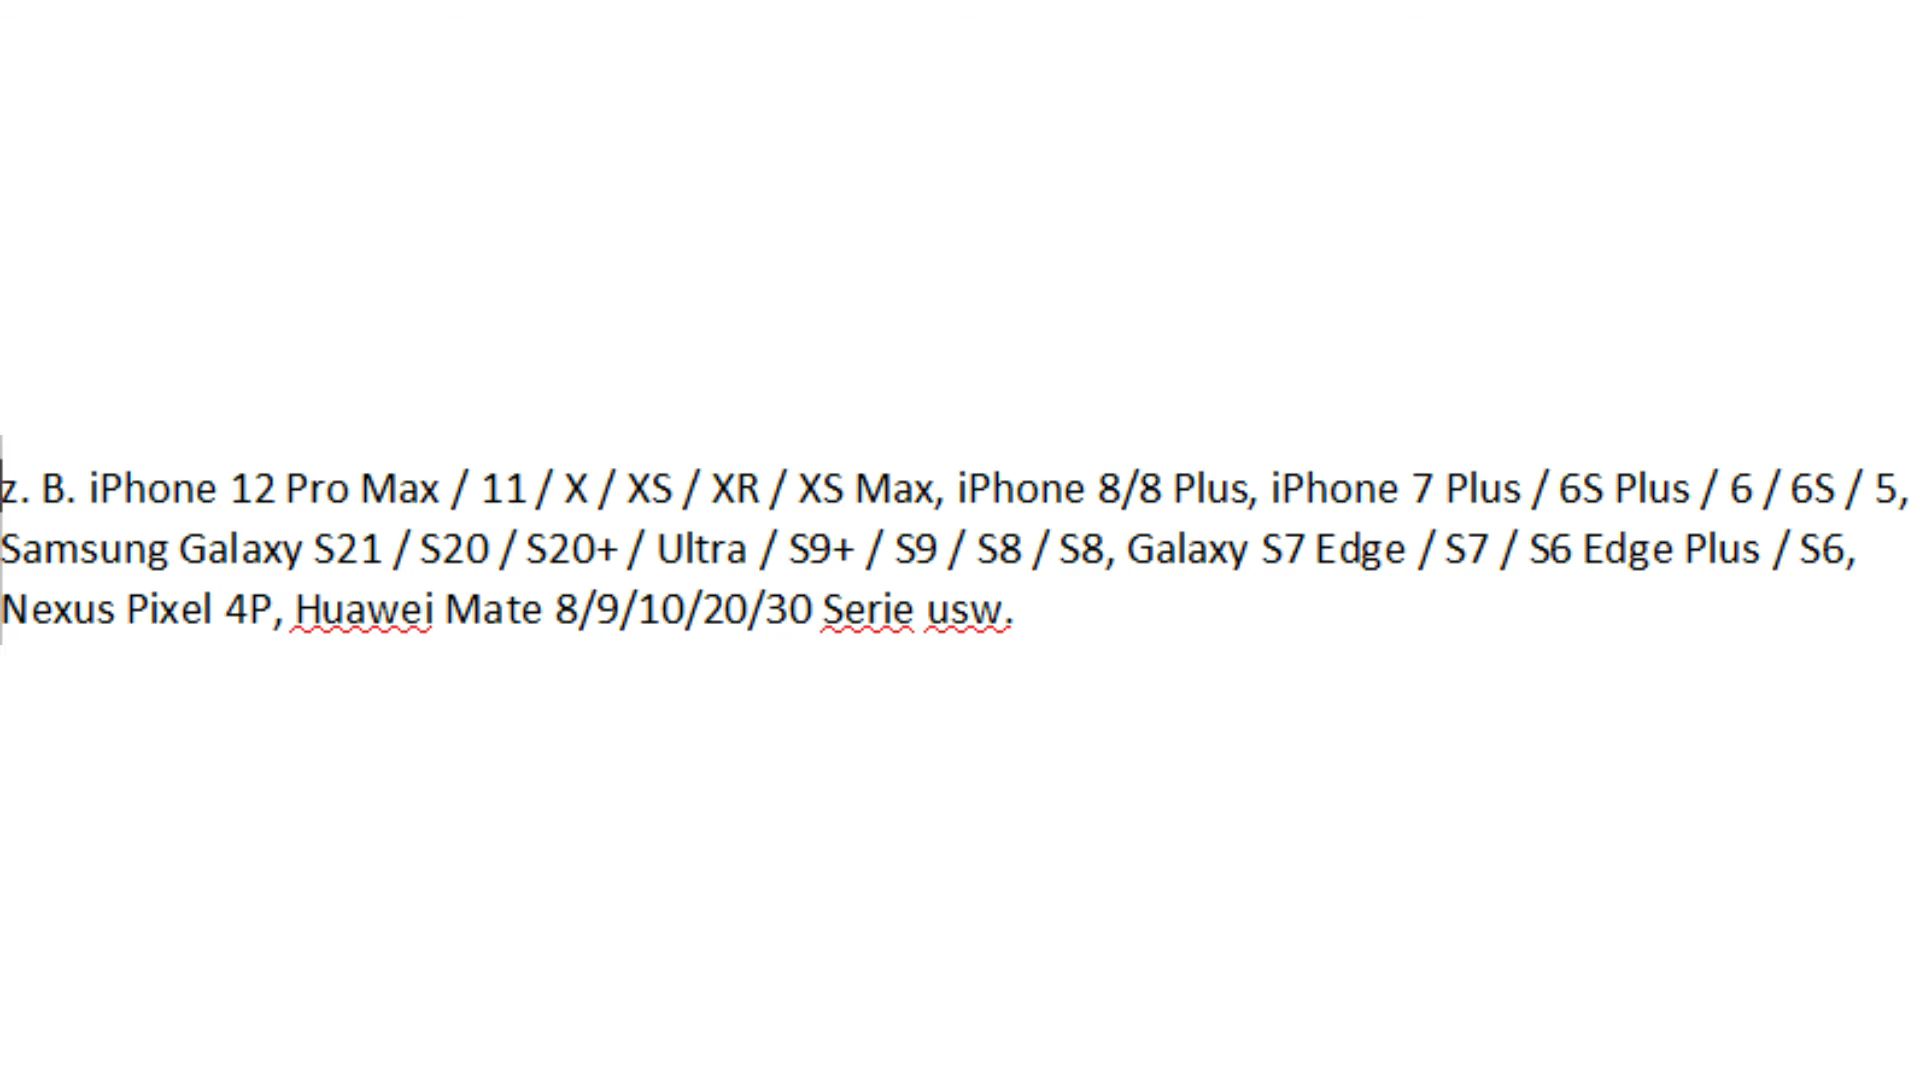 z. B. iPhone 12 Pro Max / 11 / X / XS / XR / XS Max, iPhone 8/8 Plus, iPhone 7 Plus / 6S Plus / 6 / 6S / 5,
Samsung Galaxy S21 / S20 / S20+ / Ultra / S9+ / S9 / S8 / S8, Galaxy S7 Edge / S7 / S6 Edge Plus / S6,
Nexus Pixel 4P, Huawei Mate 8/9/10/20/30 Serie usw.